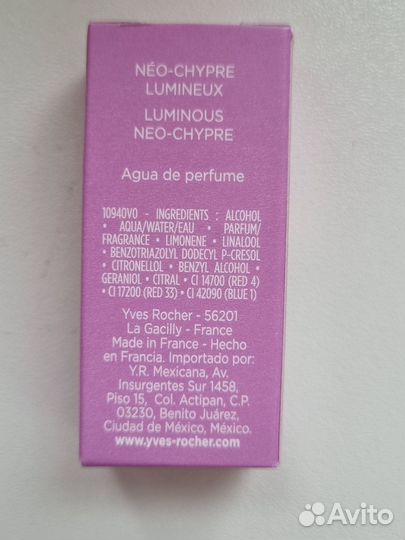 NÉO-CHYPRE
LUMINEUX
LUMINOUS
NEO-CHYPRE
Agua de perfume
10940V0 - INGREDIENTS : ALCOHOL
• AQUA/WATER/EAU • PARFUM/
FRAGRANCE • LIMONENE • LINALOOL
• BENZOTRIAZOLYL DODECYL P-CRESOL
• CITRONELLOL • BENZYL ALCOHOL •
GERANIOL • CITRAL • CI 14700 (RED 4)
• CI 17200 (RED 33) • CI 42090 (BLUE 1)
Yves Rocher - 56201
La Gacilly - France
Made in France - Hecho
en Francia. Importado por:
Y.R. Mexicana, Av.
Insurgentes Sur 1458,
Piso 15, Col. Actipan, C.P.
03230, Benito Juárez,
Ciudad de México, México.
www.yves-rocher.com
Avito